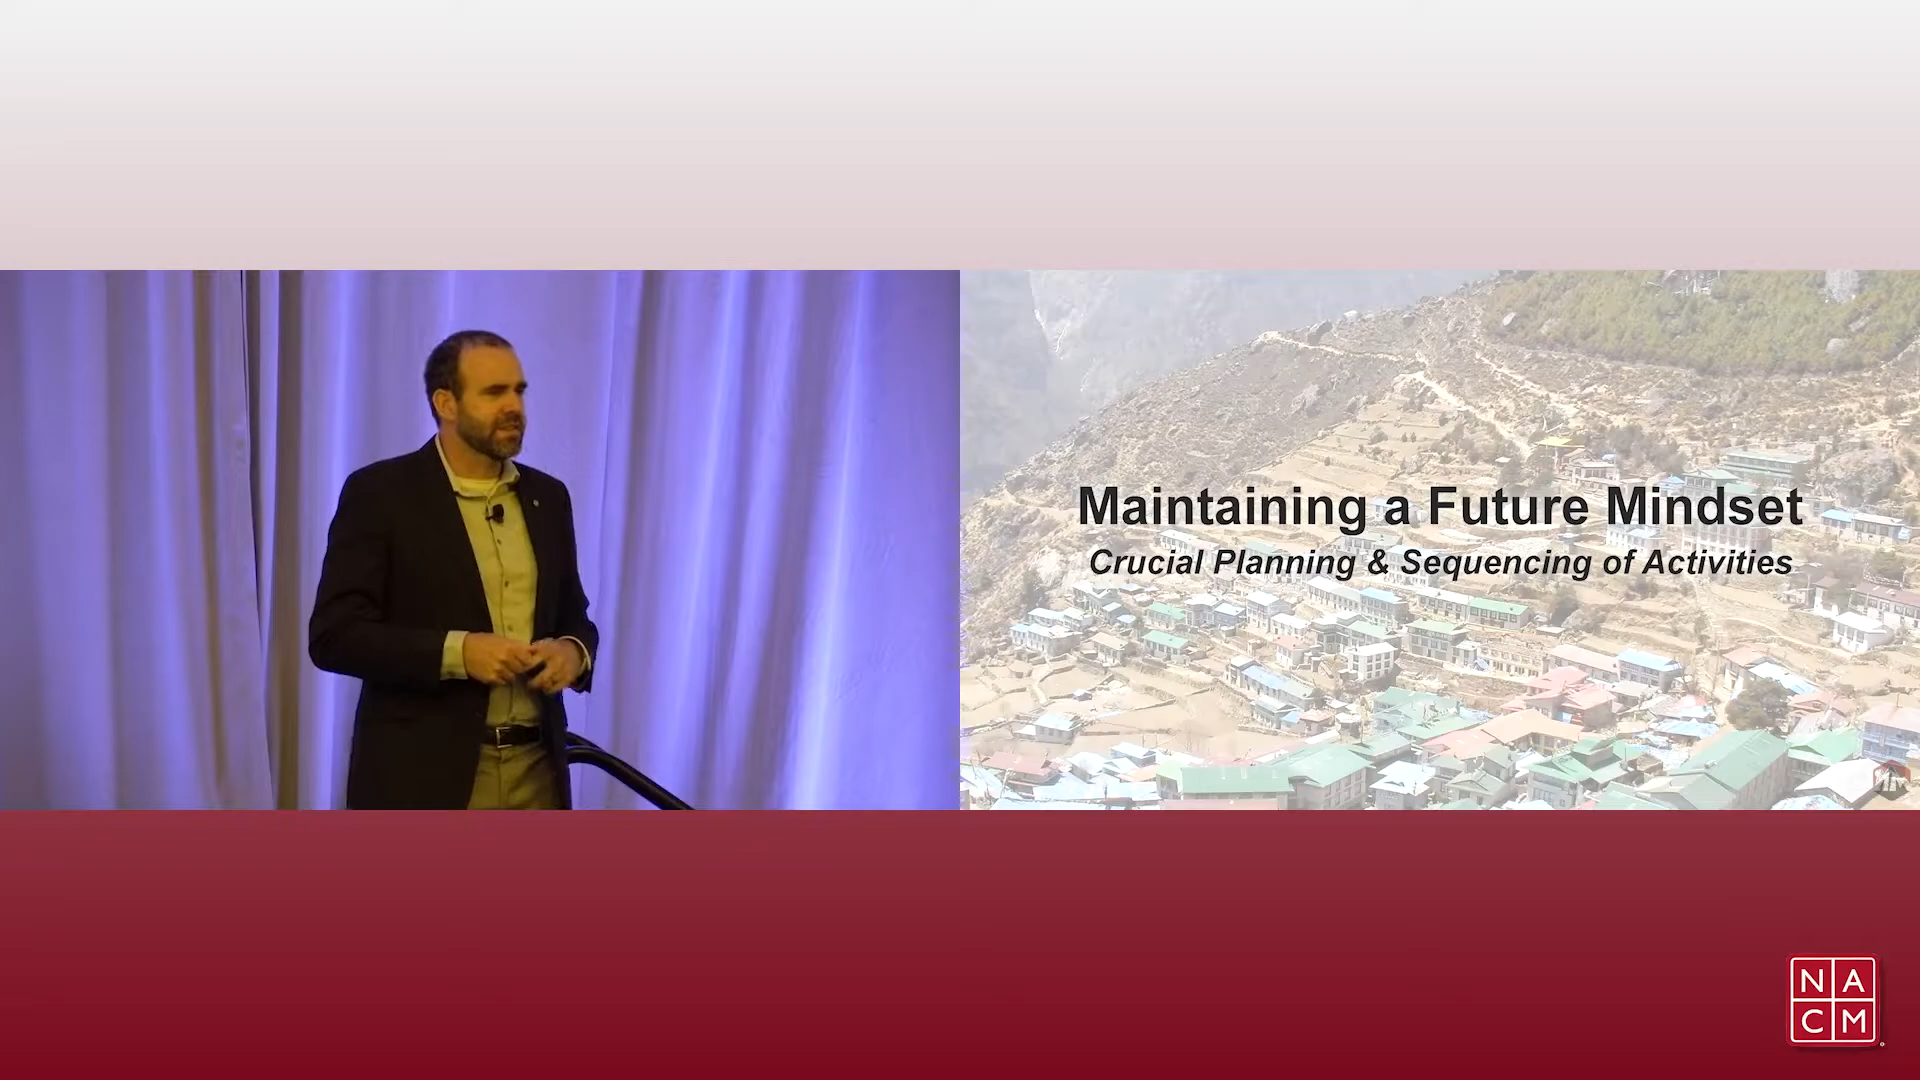 Maintaining a Future Mindset
Crucial Planning & Sequencing of Activities
N A
C M